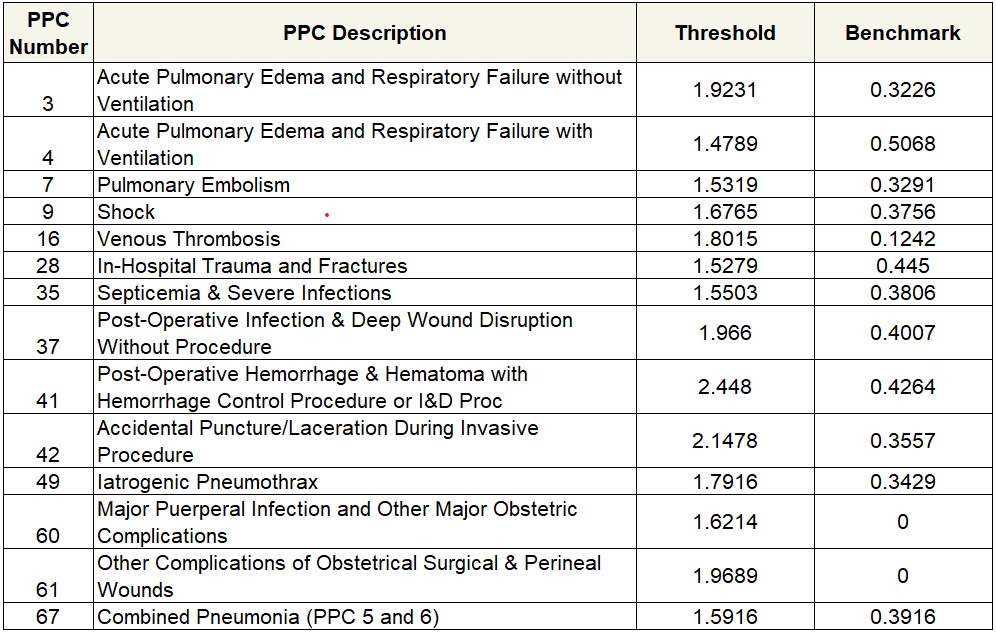 PPC Number PPC Description Threshold Benchmark
3 Acute Pulmonary Edema and Respiratory Failure without Ventilation 1.9231 0.3226
4 Acute Pulmonary Edema and Respiratory Failure with Ventilation 1.4789 0.5068
7 Pulmonary Embolism 1.5319 0.3291
9 Shock 1.6765 0.3756
16 Venous Thrombosis 1.8015 0.1242
28 In-Hospital Trauma and Fractures 1.5279 0.445
35 Septicemia & Severe Infections 1.5503 0.3806
37 Post-Operative Infection & Deep Wound Disruption Without Procedure 1.966 0.4007
41 Post-Operative Hemorrhage & Hematoma with Hemorrhage Control Procedure or I&D Proc 2.448 0.4264
42 Accidental Puncture/Laceration During Invasive Procedure 2.1478 0.3557
49 Iatrogenic Pneumothrax 1.7916 0.3429
60 Major Puerperal Infection and Other Major Obstetric Complications 1.6214 0
61 Other Complications of Obstetrical Surgical & Perineal Wounds 1.9689 0
67 Combined Pneumonia (PPC 5 and 6) 1.5916 0.3916